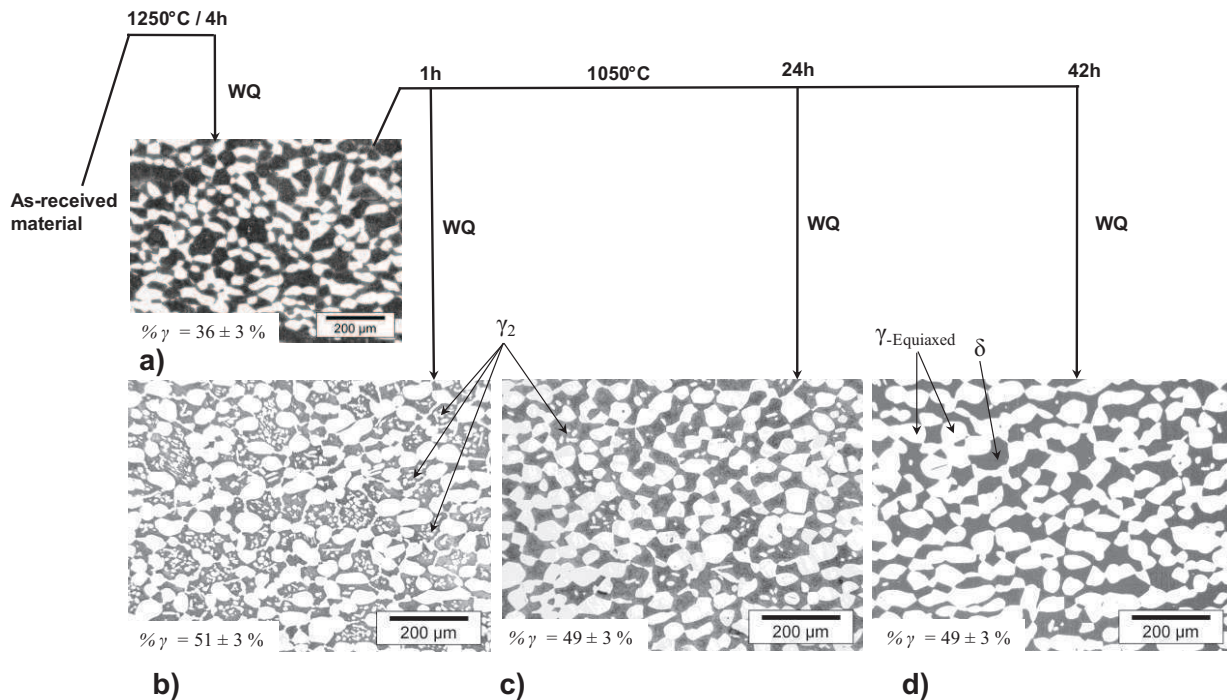 1250°C / 4h
WQ
As-received
material
200 µm
% γ = 36 ± 3 %
a)
1h
1050°C
24h
42h
WQ
WQ
WQ
γ2
γ-Equiaxed
δ
200 µm
% γ = 51 ± 3 %
b)
200 µm
% γ = 49 ± 3 %
c)
200 µm
% γ = 49 ± 3 %
d)